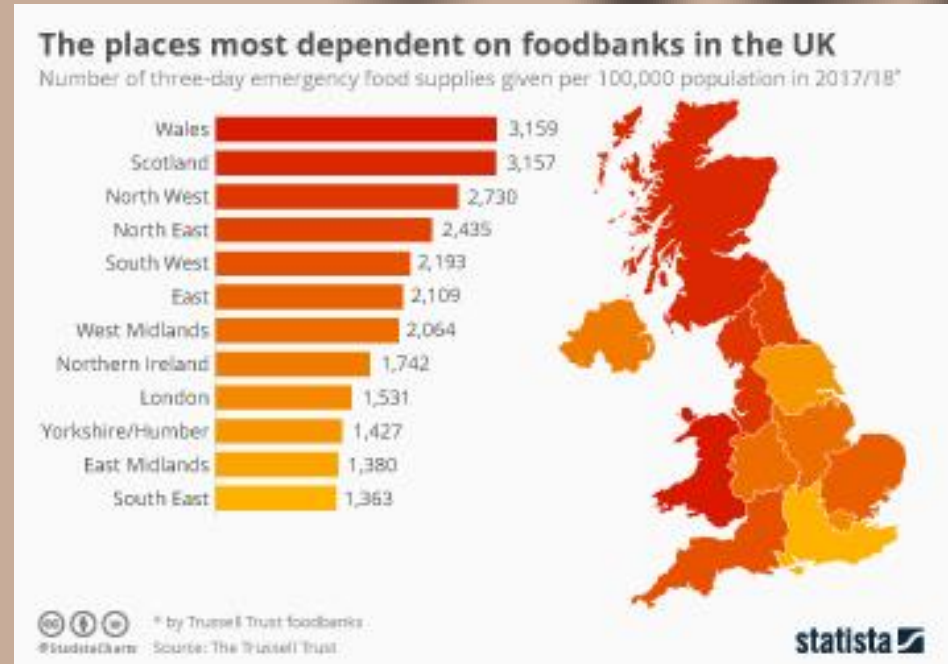 The places most dependent on foodbanks in the UK
Number of three-day emergency food supplies given per 100,000 population in 2017/18*
Wales 3,159
Scotland 3,157
North West 2,730
North East 2,435
South West 2,193
East 2,109
West Midlands 2,064
Northern Ireland 1,742
London 1,531
Yorkshire/Humber 1,427
East Midlands 1,380
South East 1,363
* by Trussell Trust foodbanks
@StatistaCharts Source: The Trussell Trust
statista